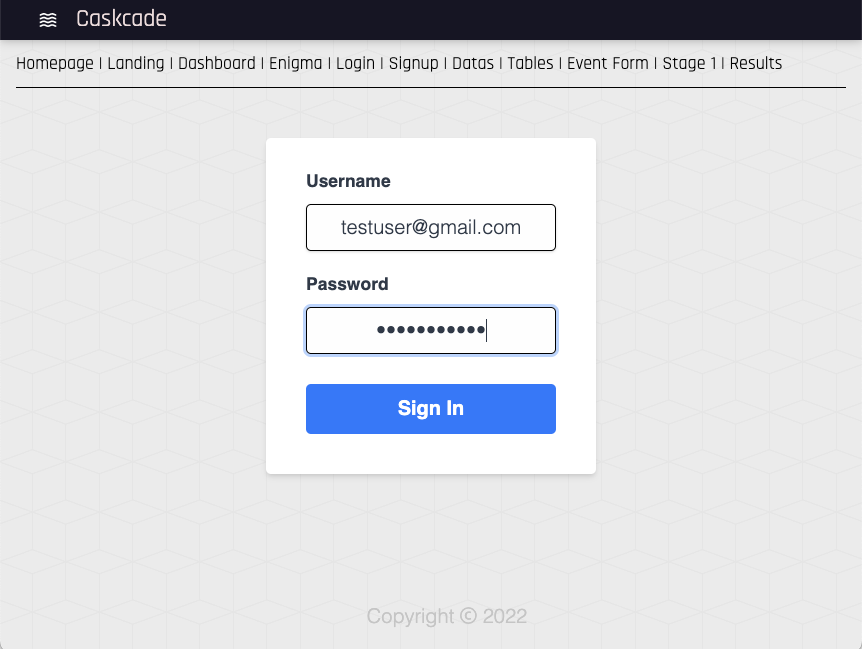 Caskcade
Homepage | Landing | Dashboard | Enigma | Login | Signup | Datas | Tables | Event Form | Stage 1 | Results
Username
testuser@gmail.com
Password
•••••••••••
Sign In
Copyright © 2022